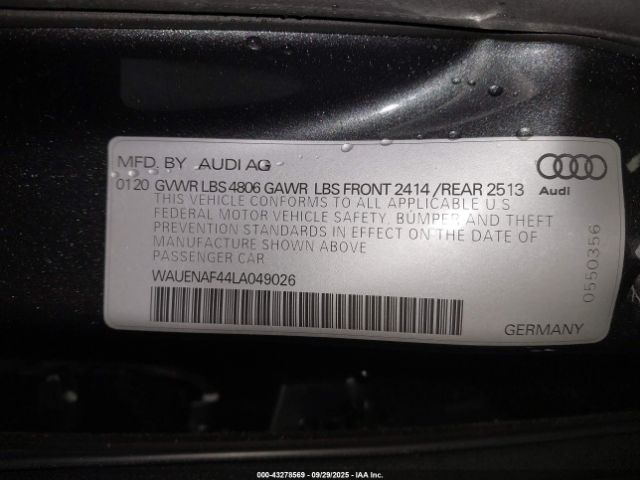 MFD. BY AUDI AG
0120 GVWR LBS 4806 GAWR LBS FRONT 2414 /REAR 2513
THIS VEHICLE CONFORMS TO ALL APPLICABLE U.S
FEDERAL MOTOR VEHICLE SAFETY, BUMPER AND THEFT
PREVENTION STANDARDS IN EFFECT ON THE DATE OF
MANUFACTURE SHOWN ABOVE
PASSENGER CAR
WAUENAF44LA049026
Audi
0550356
GERMANY
000-43278569 - 09/29/2025 - IAA Inc.